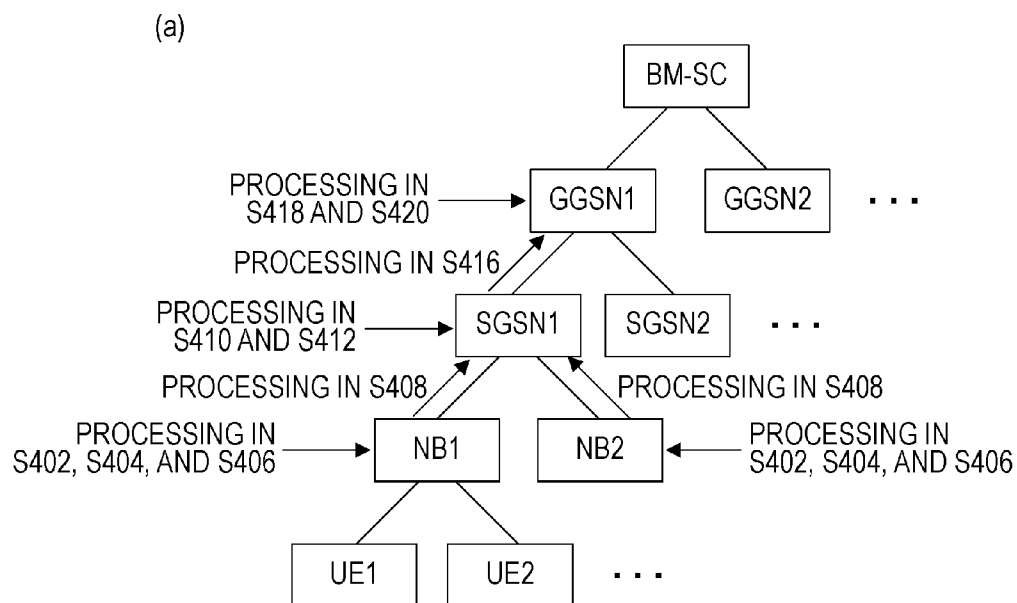 (a)
BM-SC
PROCESSING IN
S418 AND S420
GGSN1
GGSN2
...
PROCESSING IN S416
PROCESSING IN
S410 AND S412
SGSN1
SGSN2
...
PROCESSING IN S408
PROCESSING IN S408
PROCESSING IN
S402, S404, AND S406
NB1
NB2
PROCESSING IN
S402, S404, AND S406
UE1
UE2
...